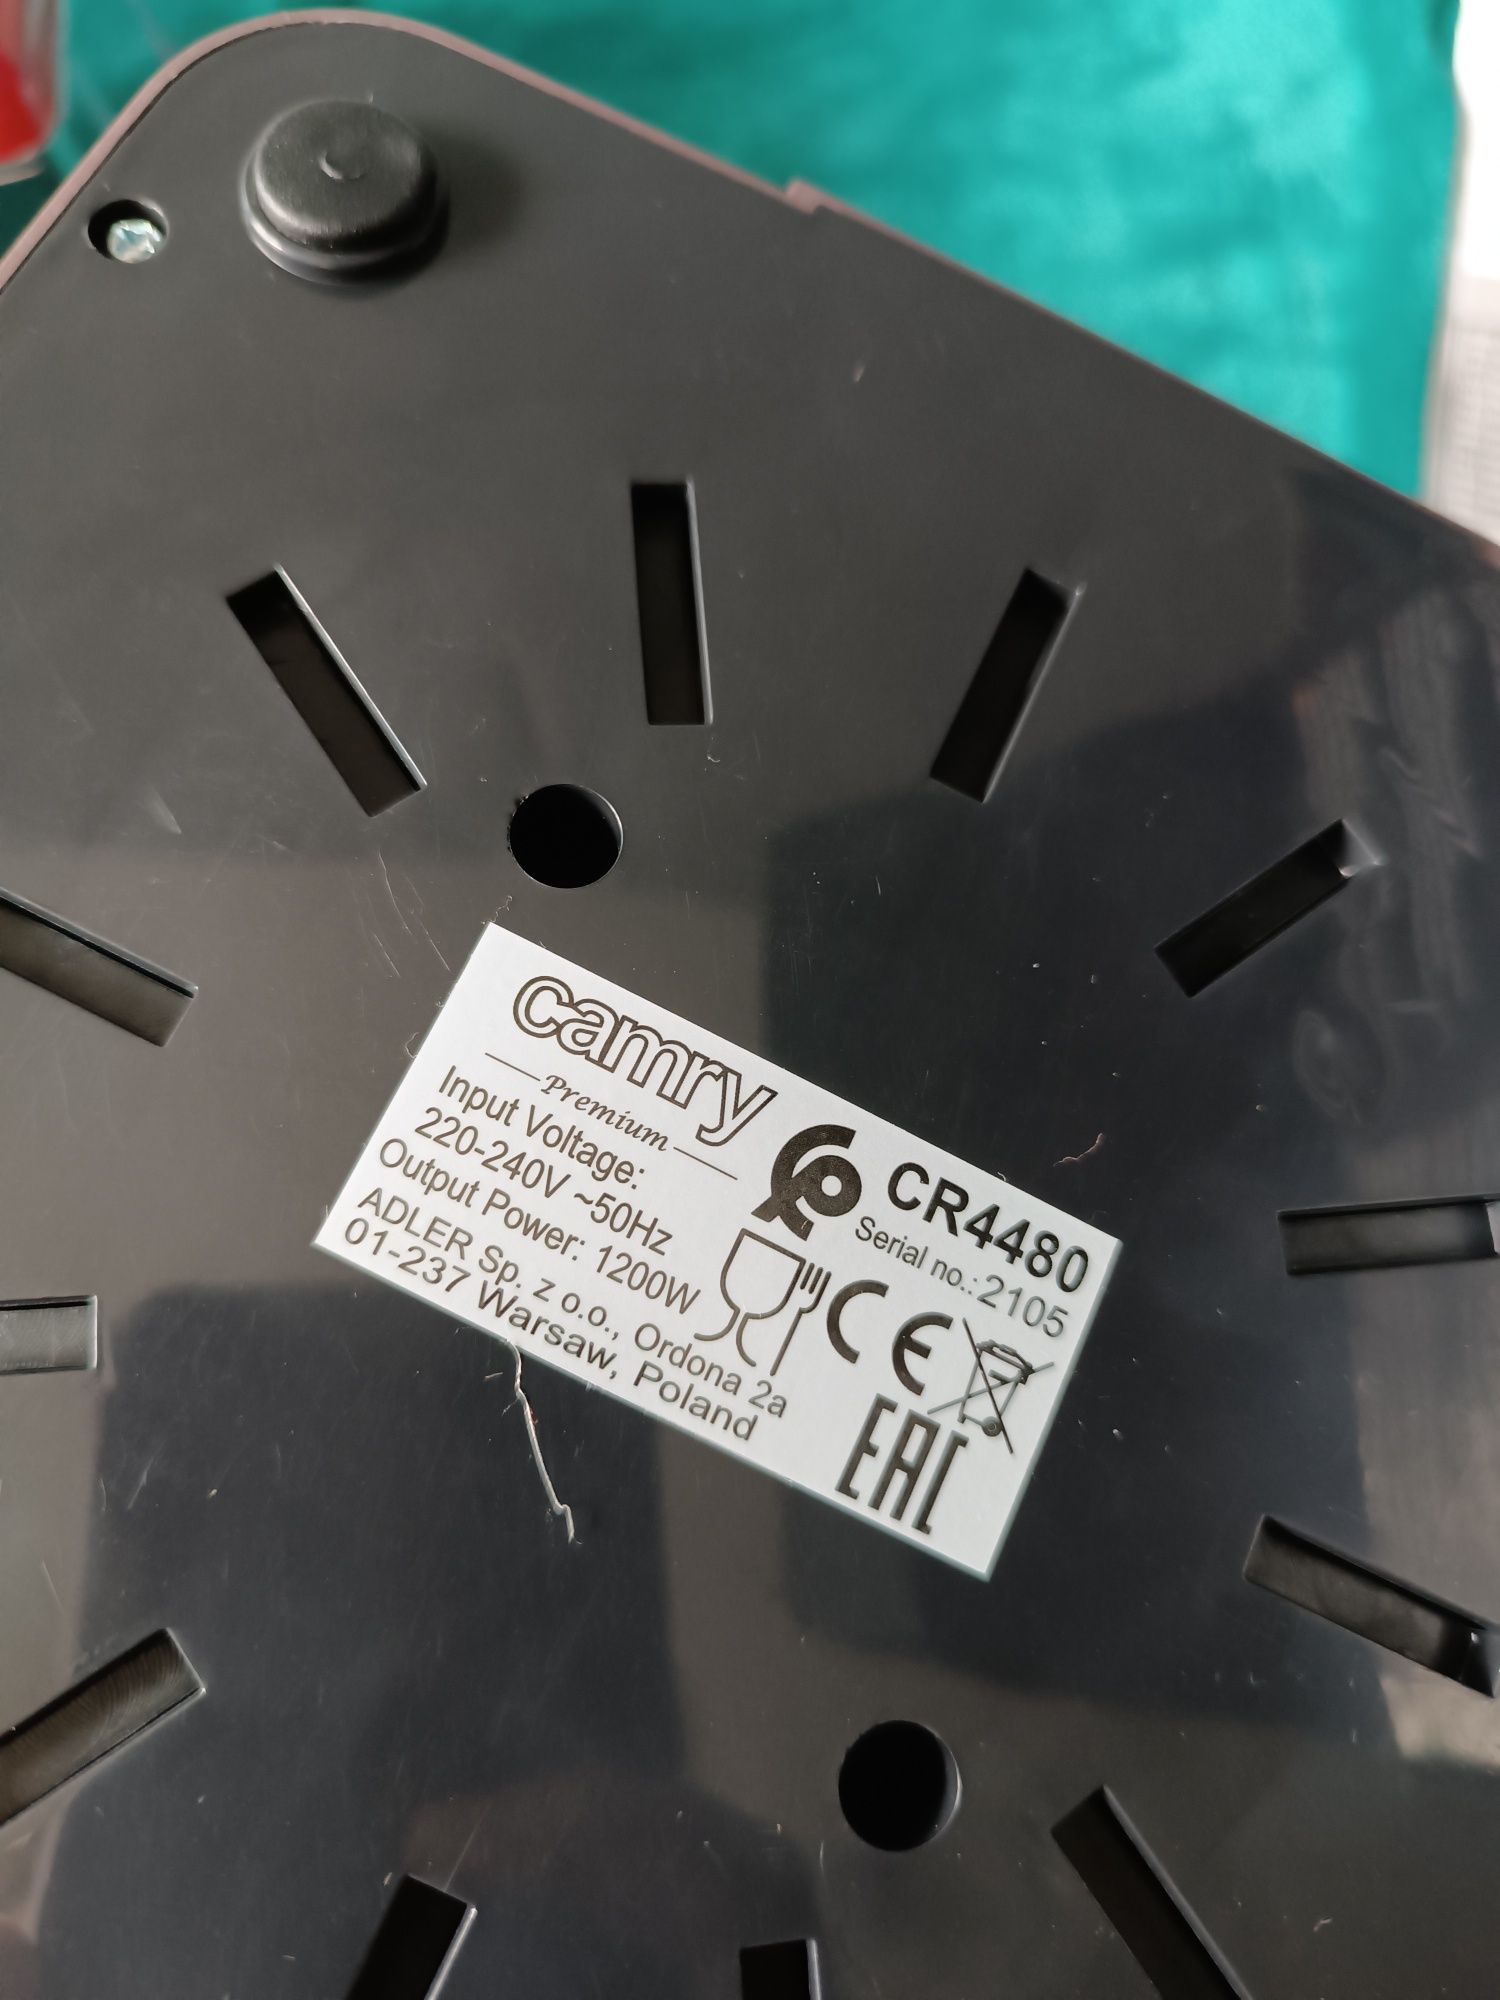 camry
Premium
Input Voltage:
220-240V ~50Hz
Output Power: 1200W
ADLER Sp. z o.o., Ordona 2a
01-237 Warsaw, Poland
CR4480
Serial no.: 2105
CE
EAC